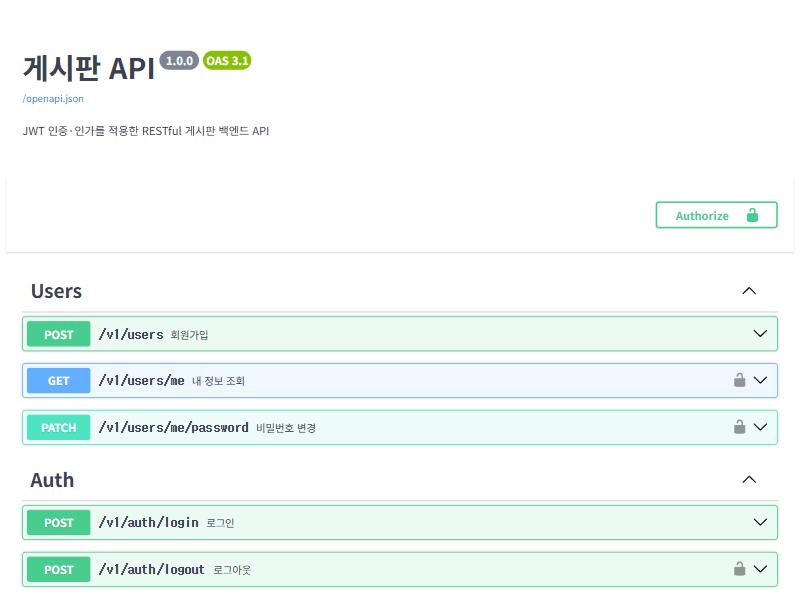 게시판 API 1.0.0 OAS 3.1
/openapi.json
JWT 인증·인가를 적용한 RESTful 게시판 백엔드 API
Authorize
Users
POST /v1/users 회원가입
GET /v1/users/me 내 정보 조회
PATCH /v1/users/me/password 비밀번호 변경
Auth
POST /v1/auth/login 로그인
POST /v1/auth/logout 로그아웃